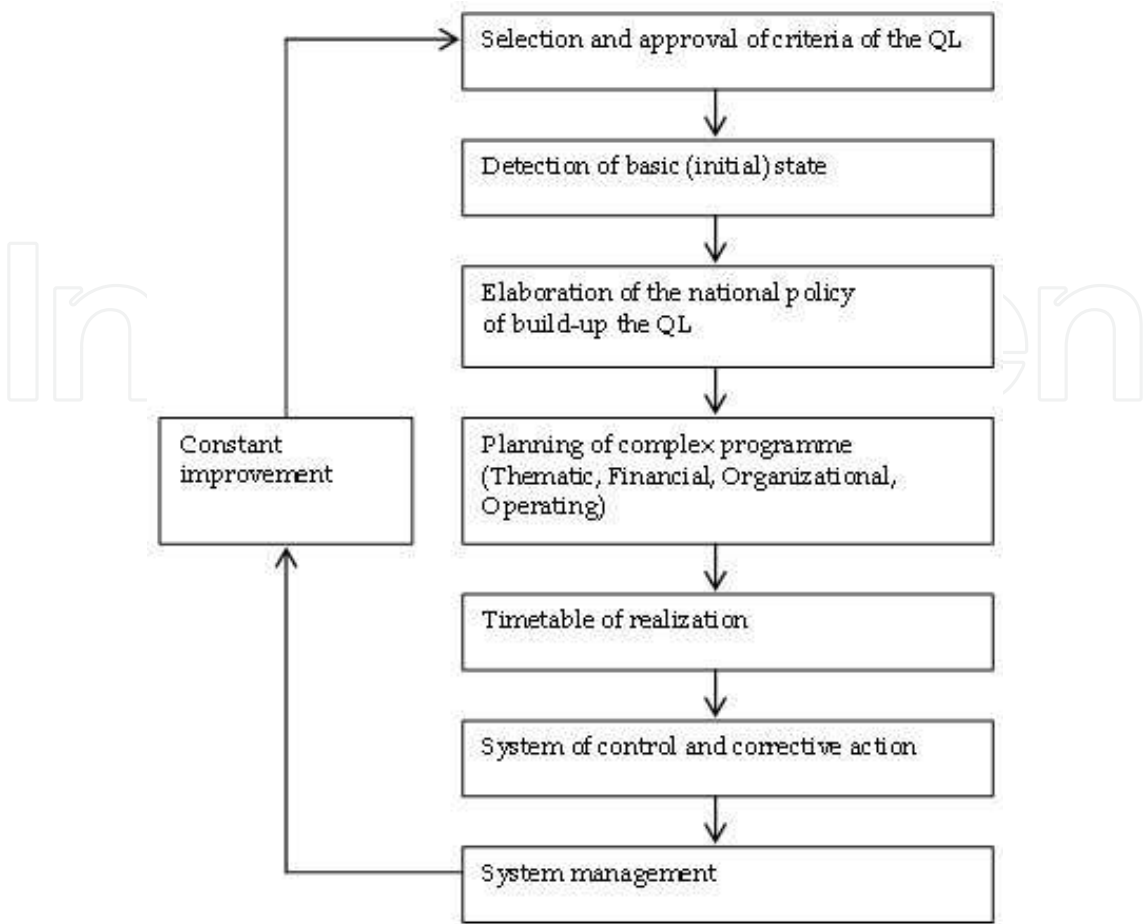 Selection and approval of criteria of the QL
Detection of basic (initial) state
Elaboration of the national policy
of build-up the QL
Planning of complex programme
(Thematic, Financial, Organizational,
Operating)
Timetable of realization
System of control and corrective action
System management
Constant
improvement